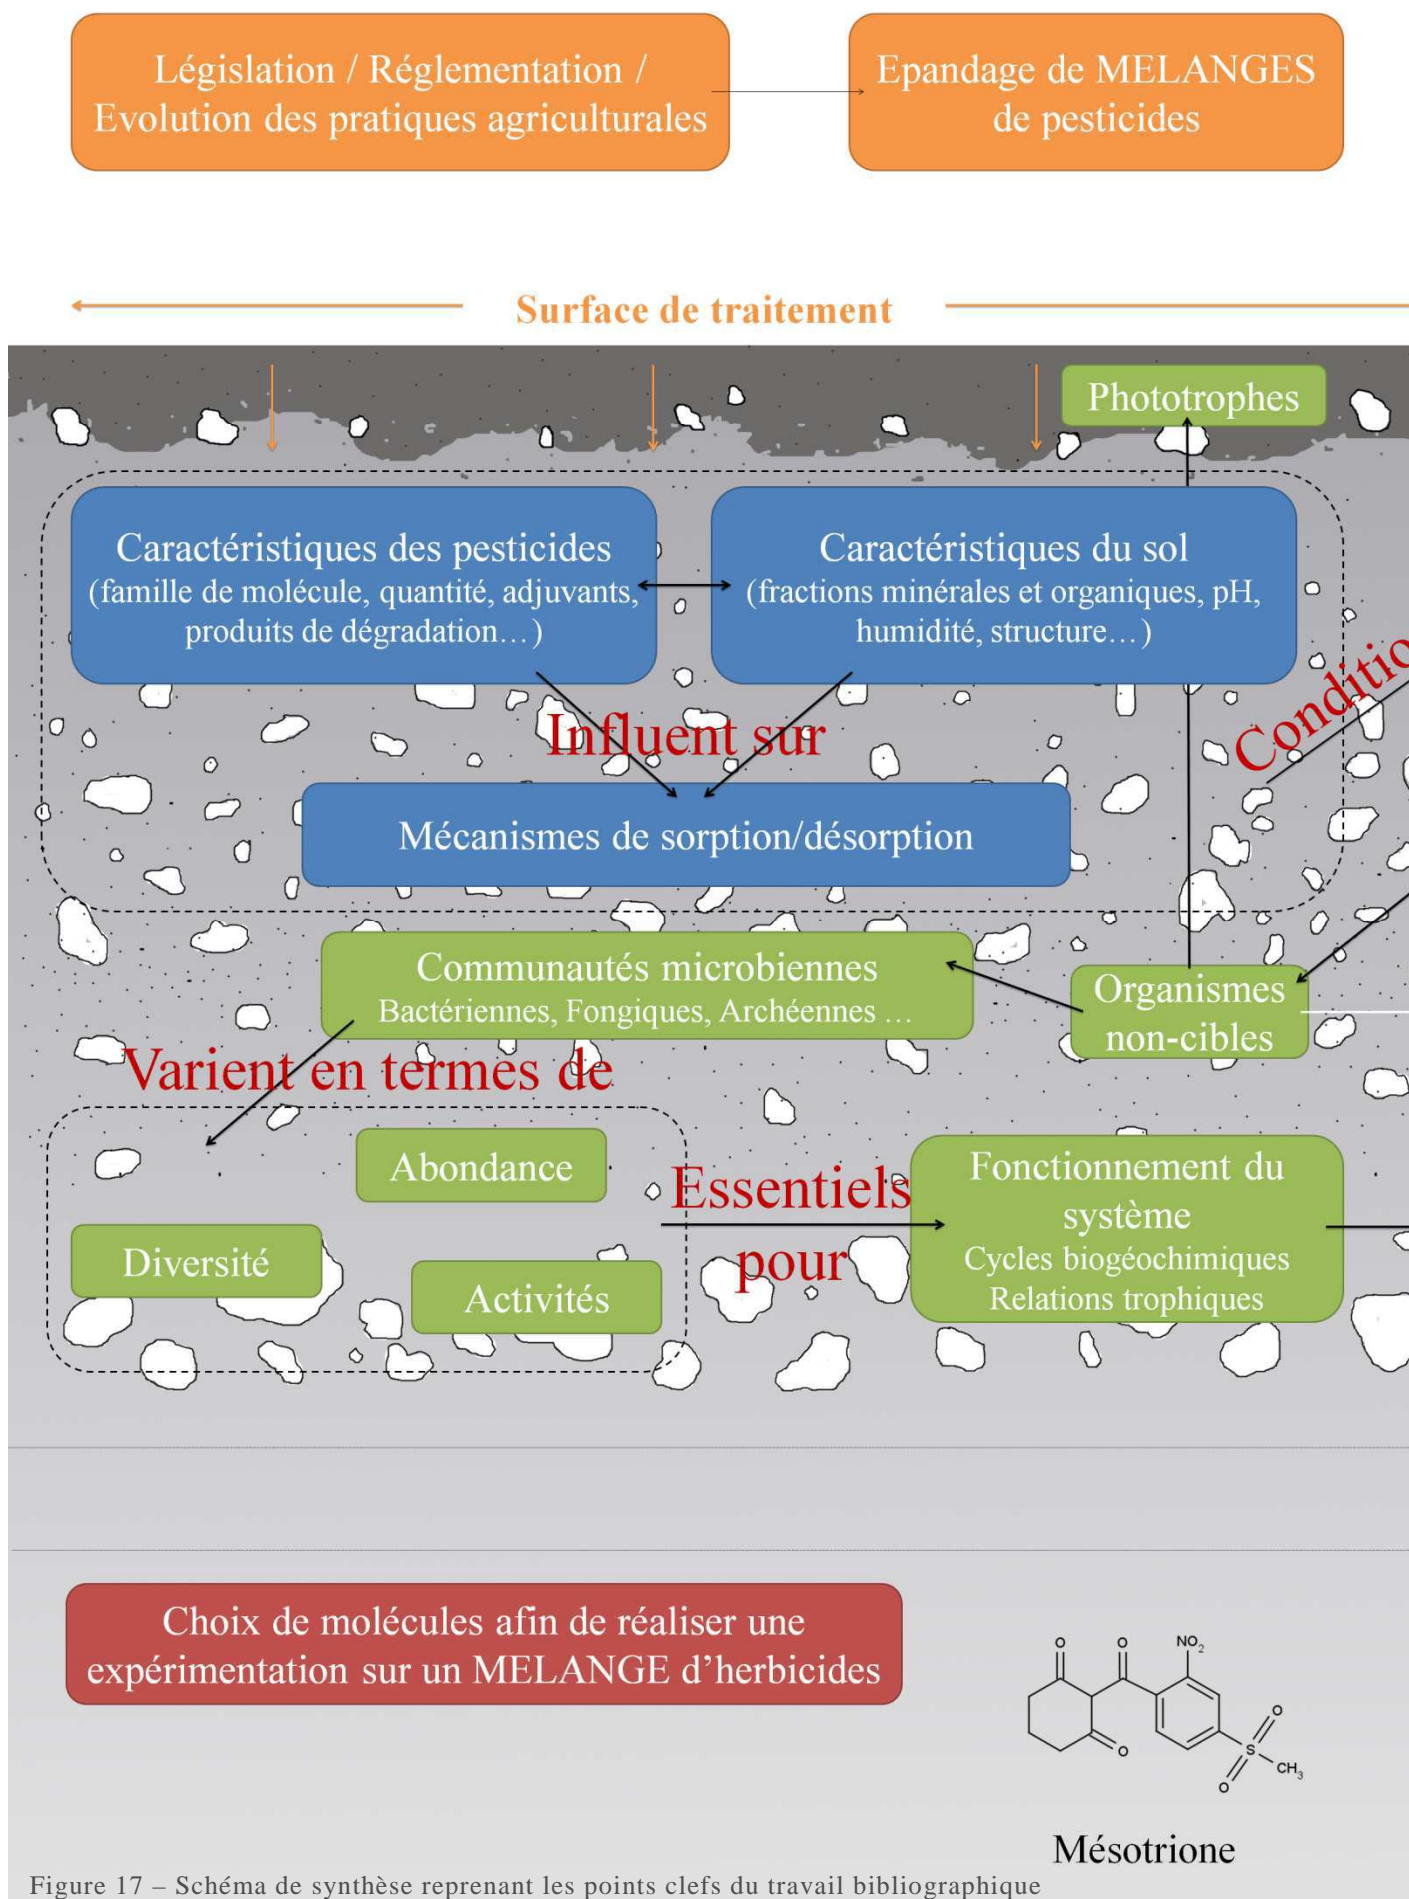 Législation / Réglementation /
Evolution des pratiques agriculturales
Epandage de MELANGES
de pesticides
Surface de traitement
Phototrophes
Caractéristiques des pesticides
(famille de molécule, quantité, adjuvants,
produits de dégradation…)
Caractéristiques du sol
(fractions minérales et organiques, pH,
humidité, structure…)
Influent sur
Mécanismes de sorption/désorption
Communautés microbiennes
Bactériennes, Fongiques, Archéennes …
Organismes
non-cibles
Varient en termes de
Abondance
Diversité
Activités
Essentiels
pour
Fonctionnement du
système
Cycles biogéochimiques
Relations trophiques
Choix de molécules afin de réaliser une
expérimentation sur un MELANGE d’herbicides
O O NO2
O
O
S
O
CH3
Mésotrione
Figure 17 – Schéma de synthèse reprenant les points clefs du travail bibliographique